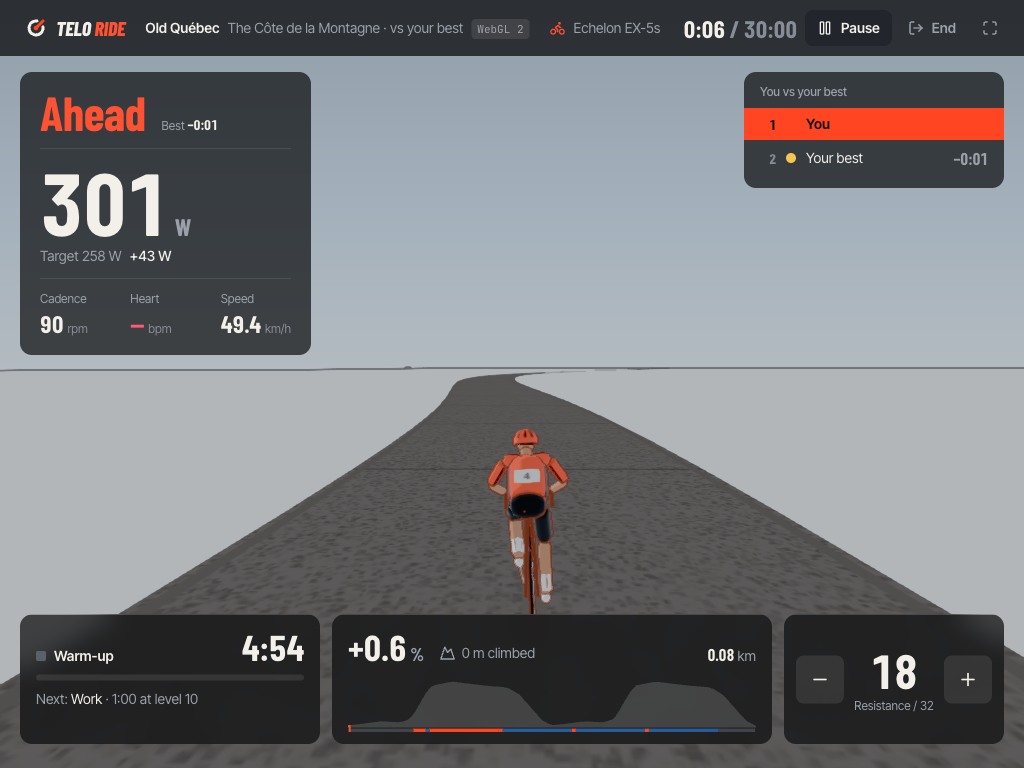 TELO RIDE
Old Québec The Côte de la Montagne · vs your best WebGL 2
Echelon EX-5s
0:06 / 30:00
Pause
End
Ahead Best −0:01
301 W
Target 258 W +43 W
Cadence Heart Speed
90 rpm — bpm 49.4 km/h
You vs your best
1 You
2 Your best −0:01
4
Warm-up 4:54
Next: Work · 1:00 at level 10
+0.6 % 0 m climbed 0.08 km
− 18 +
Resistance / 32